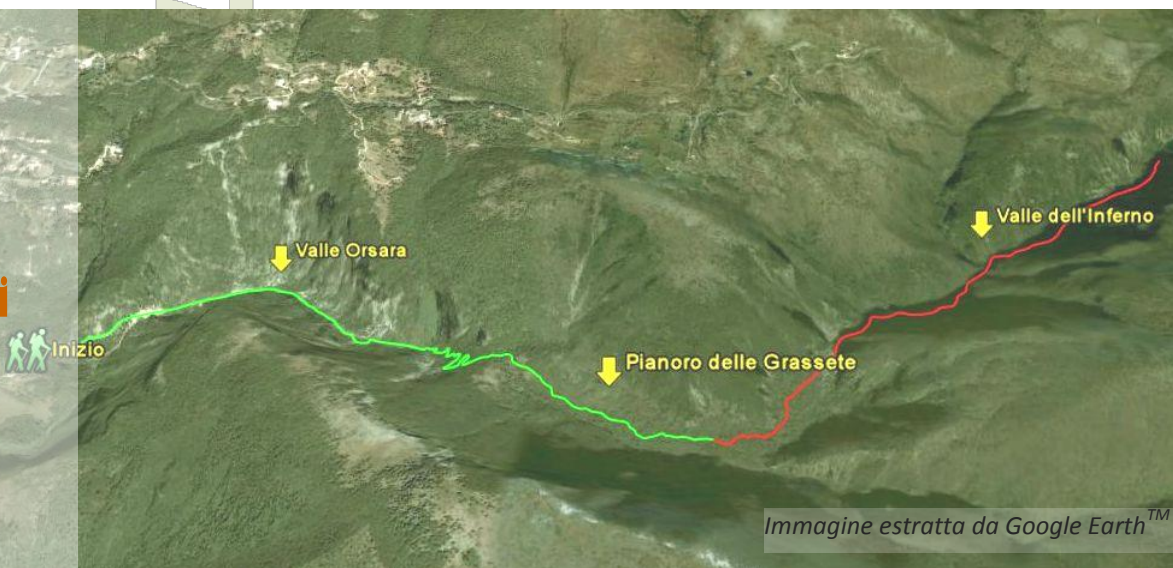 Valle dell'Inferno
Valle Orsara
i
Inizio
Pianoro delle Grassete
Immagine estratta da Google Earth™